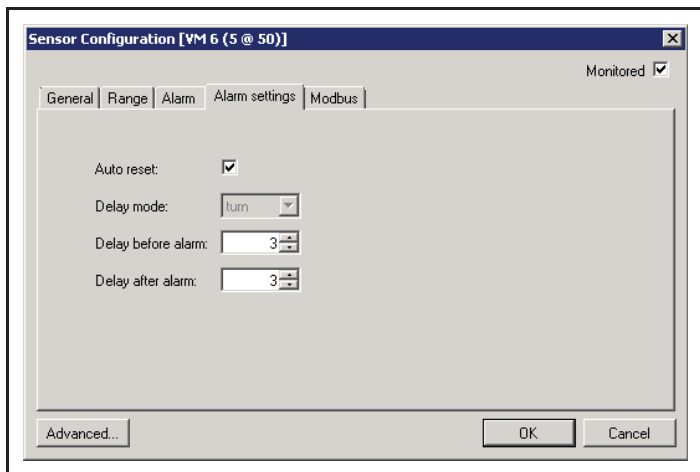 Sensor Configuration [VM 6 (5 @ 50)]
Monitored
General Range Alarm Alarm settings Modbus
Auto reset:
Delay mode: turn
Delay before alarm: 3
Delay after alarm: 3
Advanced... OK Cancel